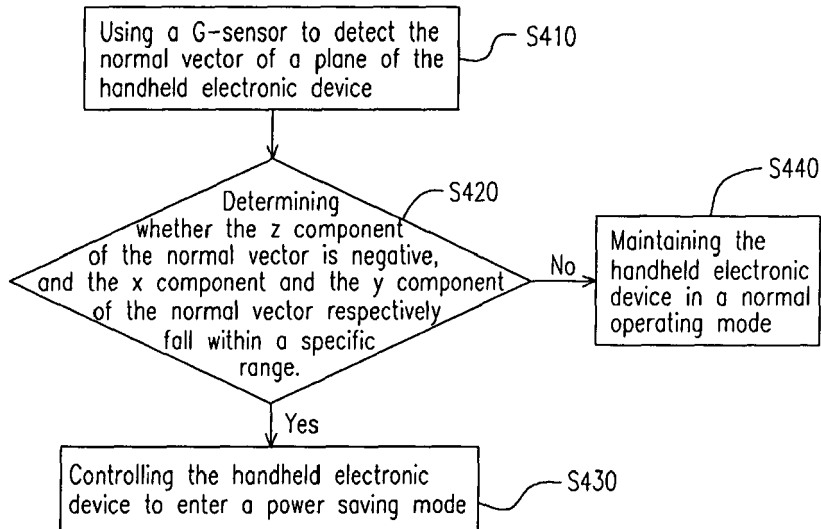 Using a G-sensor to detect the
normal vector of a plane of the
handheld electronic device
S410
Determining
whether the z component
of the normal vector is negative,
and the x component and the y component
of the normal vector respectively
fall within a specific
range.
S420
No
S440
Maintaining the
handheld electronic
device in a normal
operating mode
Yes
Controlling the handheld electronic
device to enter a power saving mode
S430